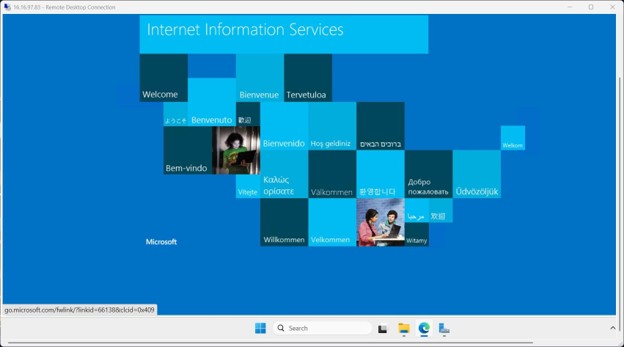 16.16.97.83 - Remote Desktop Connection
Internet Information Services
Welcome
Bienvenue
Tervetuloa
ようこそ
Benvenuto
歡迎
Bienvenido
Hoş geldiniz
ברוכים הבאים
Welkom
Bem-vindo
Vítejte
Καλώς
ορίσατε
Välkommen
환영합니다
Добро
пожаловать
Üdvözöljük
مرحبا
欢迎
Willkommen
Velkommen
Witamy
Microsoft
go.microsoft.com/fwlink/?linkid=66138&clcid=0x409
Search